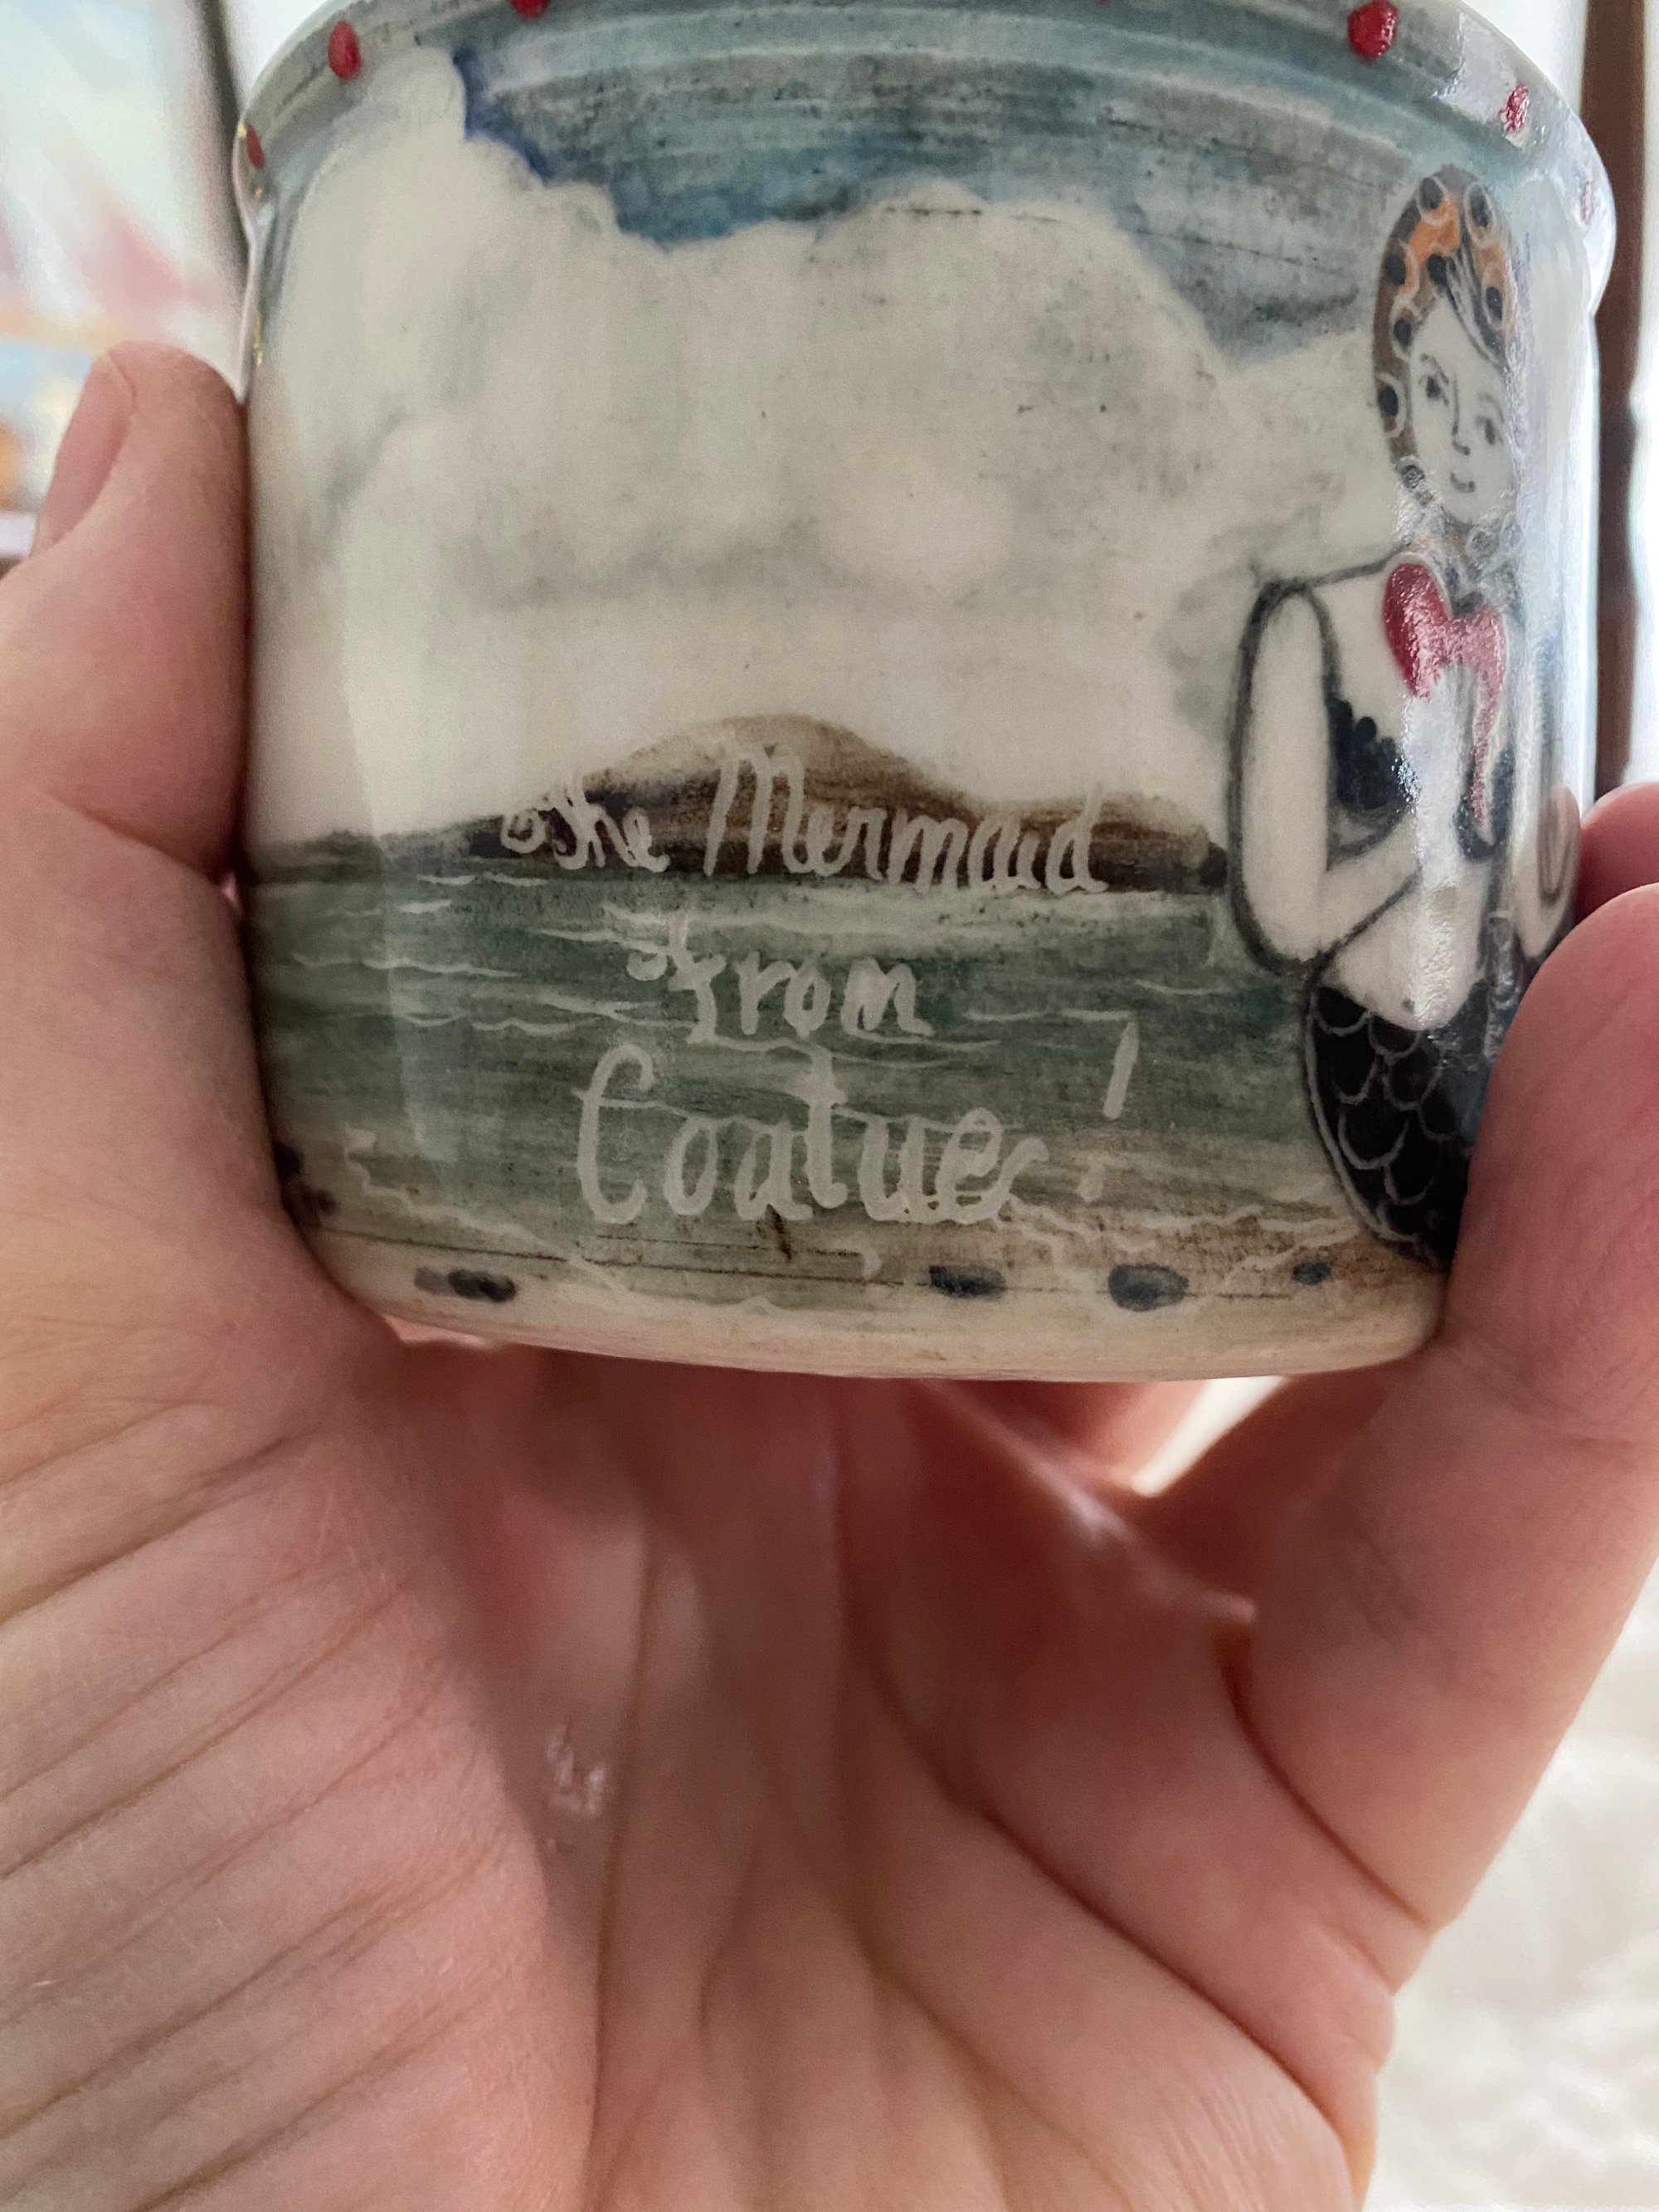 The Mermaid
from
Coatue!